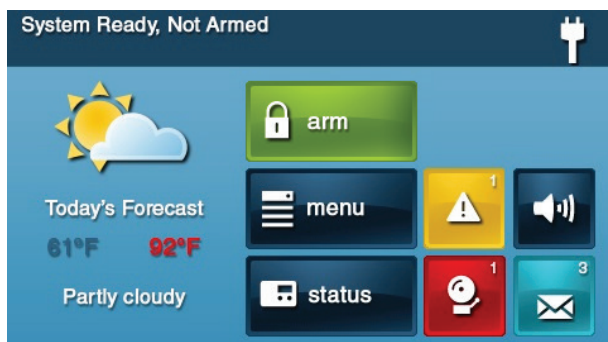 System Ready, Not Armed
arm
Today's Forecast
61°F 92°F
Partly cloudy
menu
1
status
1
3